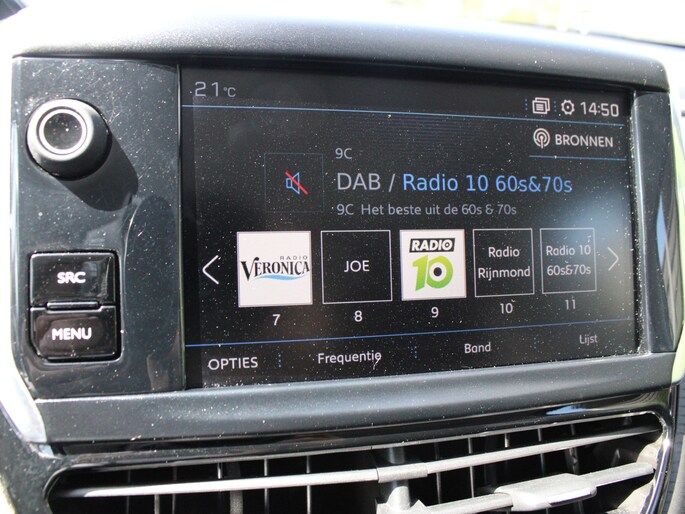 21°C
14:50
BRONNEN
9C
DAB / Radio 10 60s&70s
9C Het beste uit de 60s & 70s
SRC
MENU
RADIO
VERONICA
JOE
RADIO
10
Radio
Rijnmond
Radio 10
60s&70s
7 8 9 10 11
OPTIES Frequentie Band Lijst